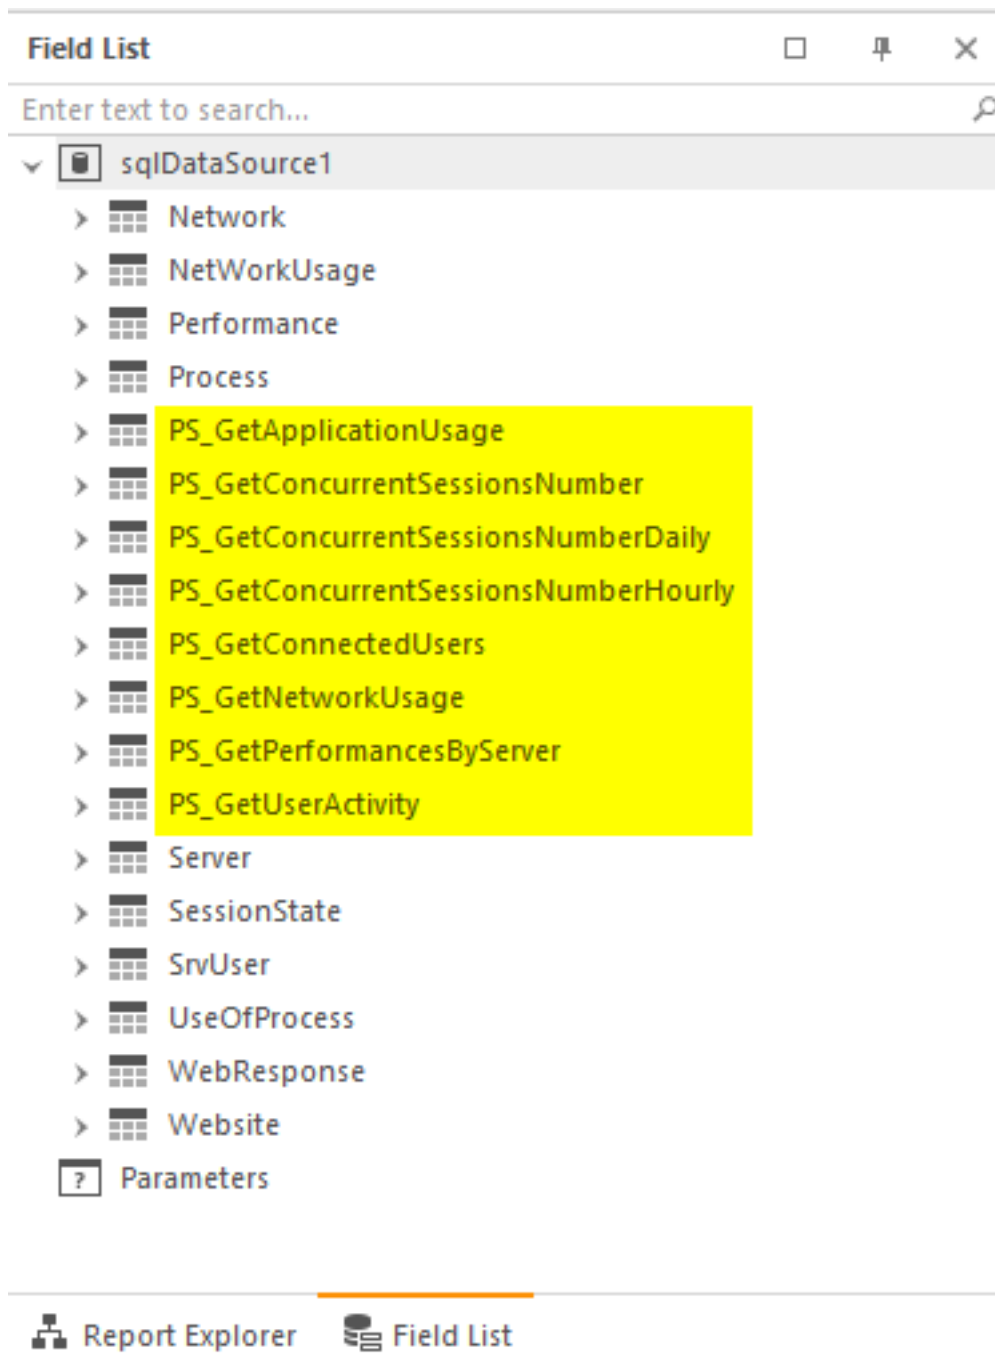 Field List
Enter text to search...
sqlDataSource1
Network
NetWorkUsage
Performance
Process
PS_GetApplicationUsage
PS_GetConcurrentSessionsNumber
PS_GetConcurrentSessionsNumberDaily
PS_GetConcurrentSessionsNumberHourly
PS_GetConnectedUsers
PS_GetNetworkUsage
PS_GetPerformancesByServer
PS_GetUserActivity
Server
SessionState
SrvUser
UseOfProcess
WebResponse
Website
? Parameters
Report Explorer Field List